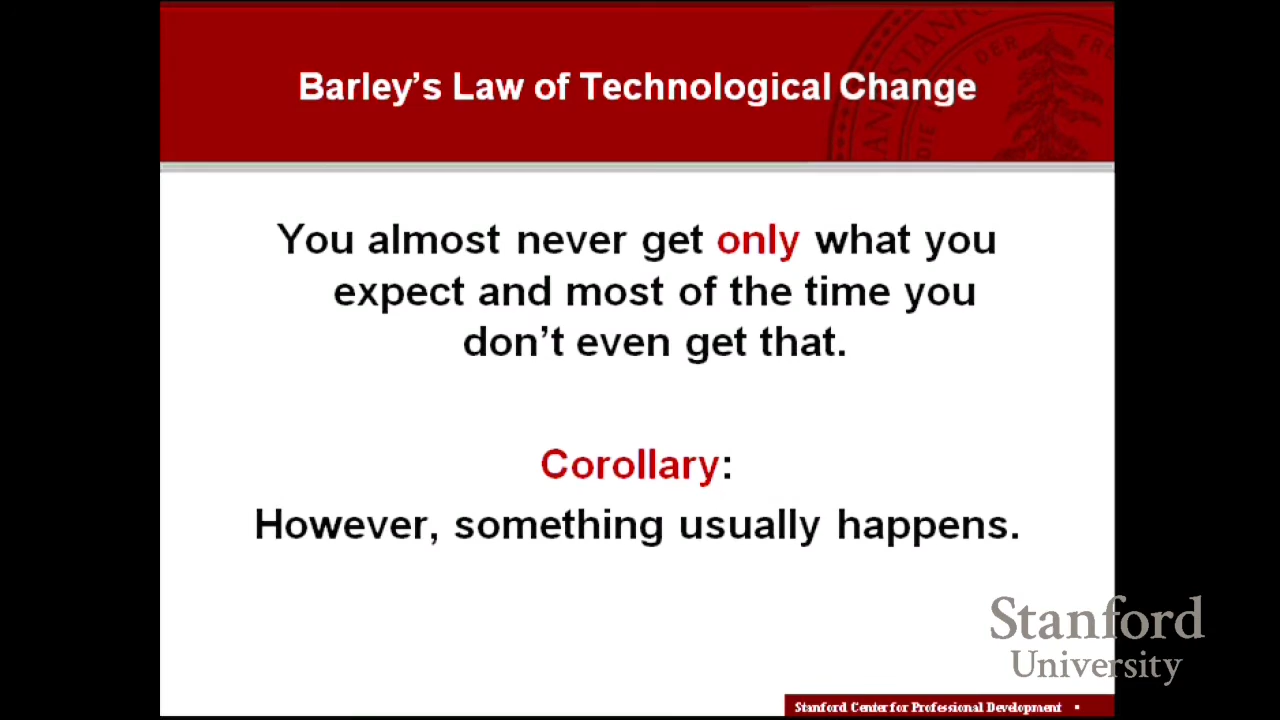 Barley's Law of Technological Change
You almost never get only what you
expect and most of the time you
don't even get that.
Corollary:
However, something usually happens.
Stanford
University
Stanford Center for Professional Development